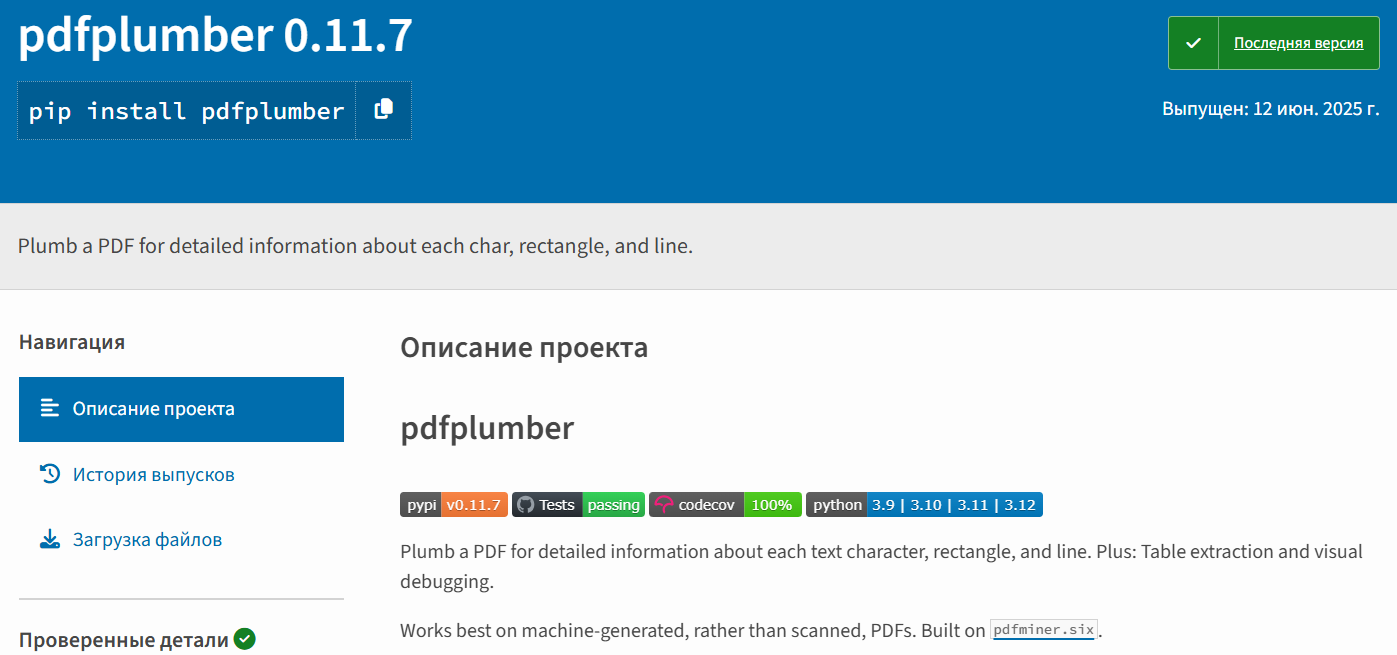 pdfplumber 0.11.7
Последняя версия
pip install pdfplumber
Выпущен: 12 июн. 2025 г.
Plumb a PDF for detailed information about each char, rectangle, and line.
Навигация
Описание проекта
История выпусков
Загрузка файлов
Проверенные детали
Описание проекта
pdfplumber
pypi v0.11.7 Tests passing codecov 100% python 3.9 | 3.10 | 3.11 | 3.12
Plumb a PDF for detailed information about each text character, rectangle, and line. Plus: Table extraction and visual
debugging.
Works best on machine-generated, rather than scanned, PDFs. Built on pdfminer.six.